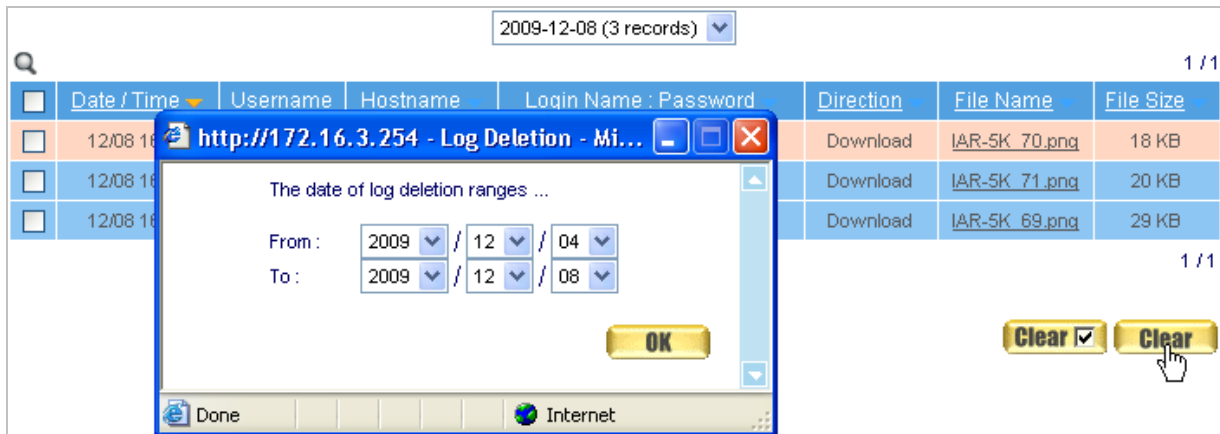 2009-12-08 (3 records)
1 / 1
Date / Time Username Hostname Login Name : Password Direction File Name File Size
http://172.16.3.254 - Log Deletion - Mi...
12/08 16 Download IAR-5K_70.png 18 KB
12/08 16 Download IAR-5K_71.png 20 KB
12/08 16 Download IAR-5K_69.png 29 KB
The date of log deletion ranges ...
From : 2009 / 12 / 04
To : 2009 / 12 / 08
1 / 1
OK
Clear Clear
Done Internet